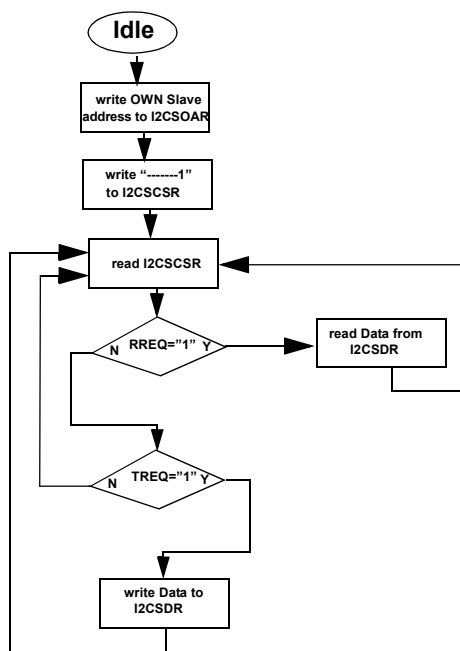 Idle
write OWN Slave
address to I2CSOAR
write “-------1”
to I2CSCSR
read I2CSCSR
N RREQ=”1” Y
read Data from
I2CSDR
N TREQ=”1” Y
write Data to
I2CSDR